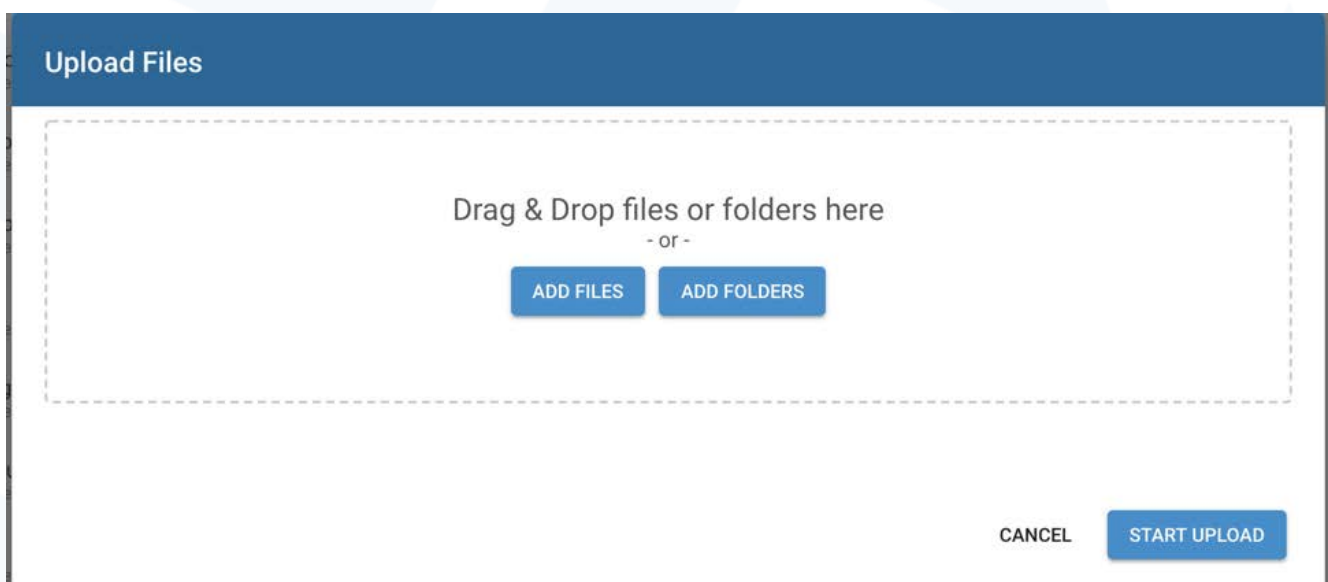 Upload Files
Drag & Drop files or folders here
- or -
ADD FILES ADD FOLDERS
CANCEL START UPLOAD